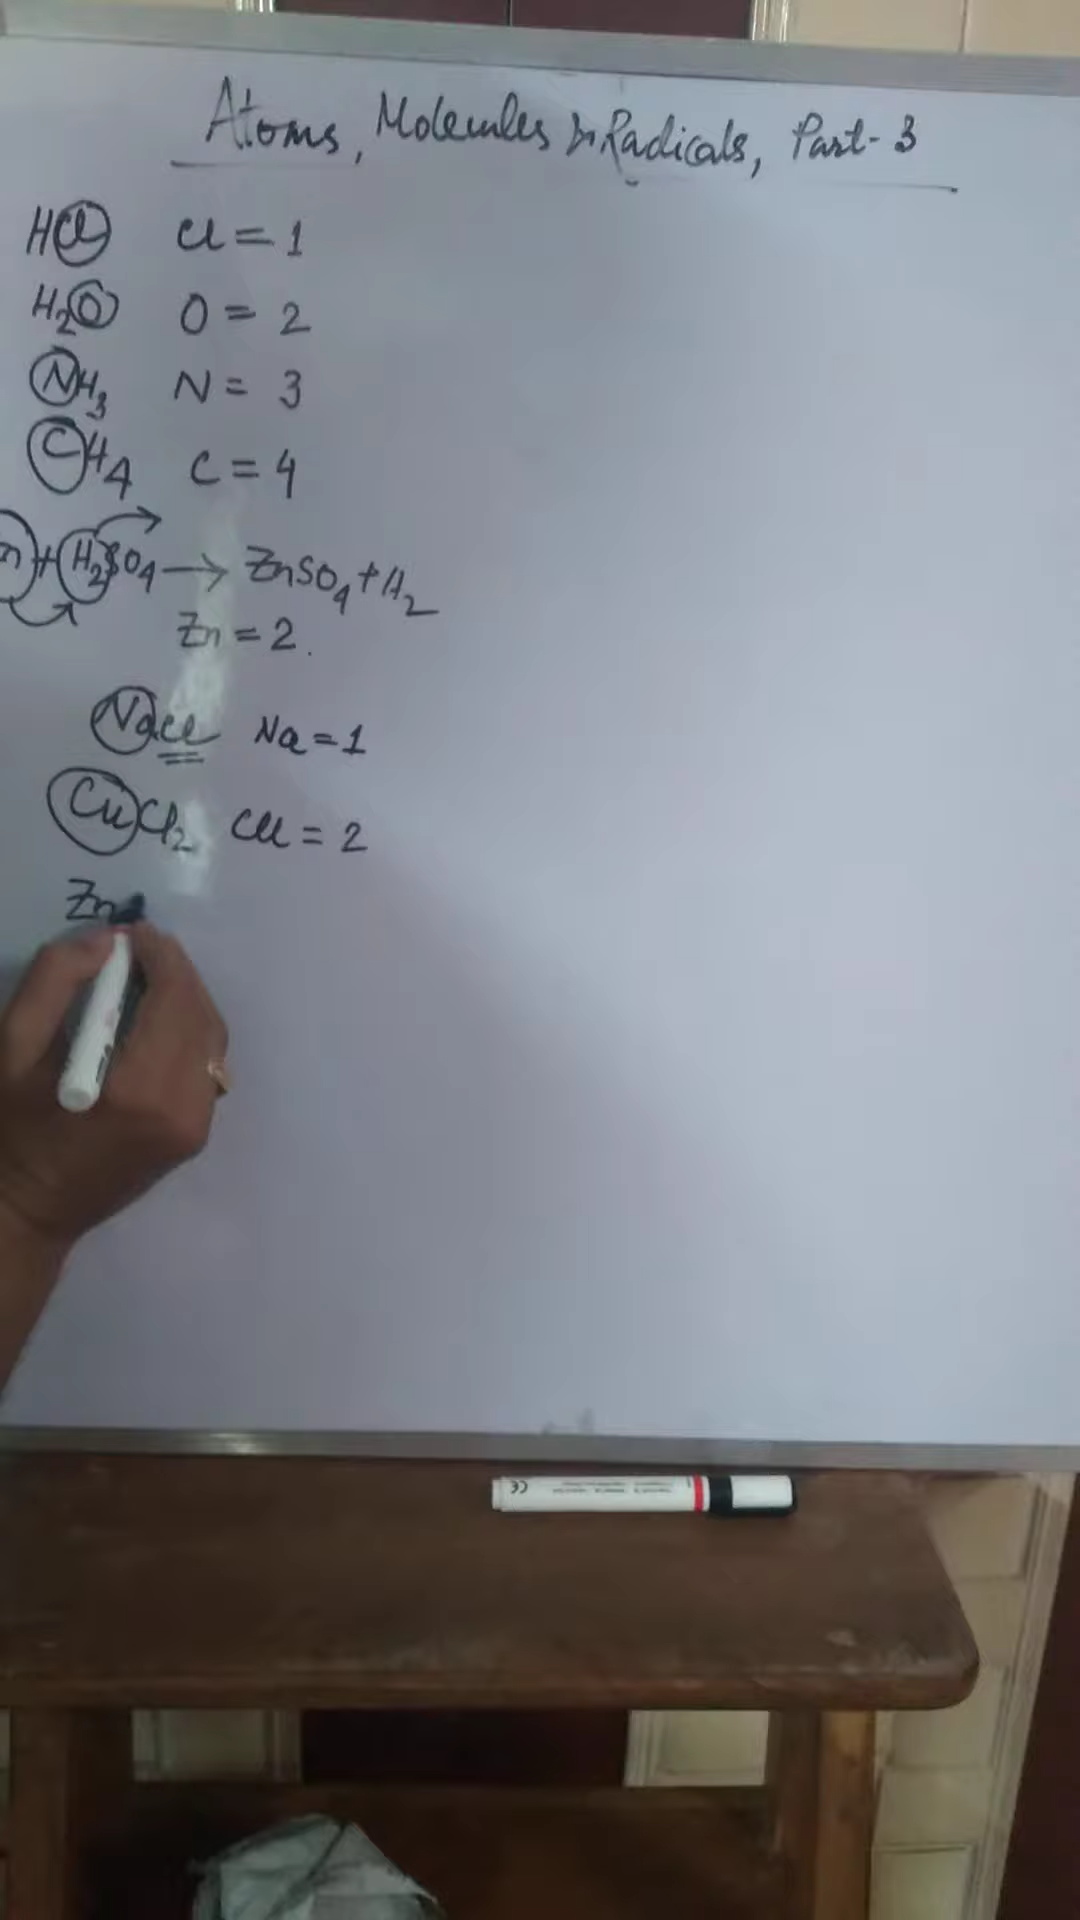 Atoms, Molecules & Radicals, Part-3
HCl Cl = 1
H2O O = 2
NH3 N = 3
CH4 C = 4
n + H2SO4 → ZnSO4 + H2
Zn = 2.
NaCl Na = 1
CuCl2 Cu = 2
Zn
CE